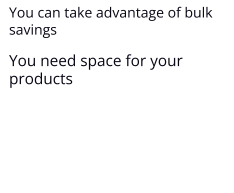 You can take advantage of bulk
savings
You need space for your
products